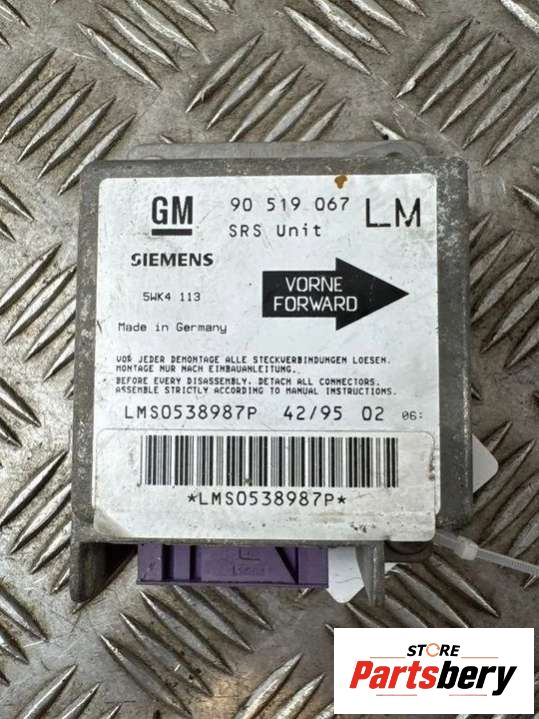 GM
90 519 067
LM
SRS Unit
SIEMENS
VORNE
FORWARD
5WK4 113
Made in Germany
VOR JEDER DEMONTAGE ALLE STECKVERBINDUNGEN LOESEN.
MONTAGE NUR NACH EINBAUANLEITUNG.
BEFORE EVERY DISASSEMBLY, DETACH ALL CONNECTORS.
ASSEMBLE STRICTLY ACCORDING TO MANUAL INSTRUCTIONS.
LMS0538987P 42/95 02 06:
*LMS0538987P*
STORE
Partsbery